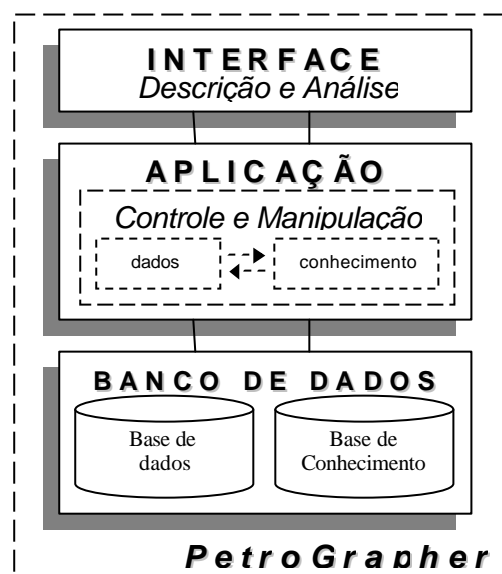 INTERFACE
Descrição e Análise
APLICAÇÃO
Controle e Manipulação
dados conhecimento
BANCO DE DADOS
Base de dados
Base de Conhecimento
PetroGrapher